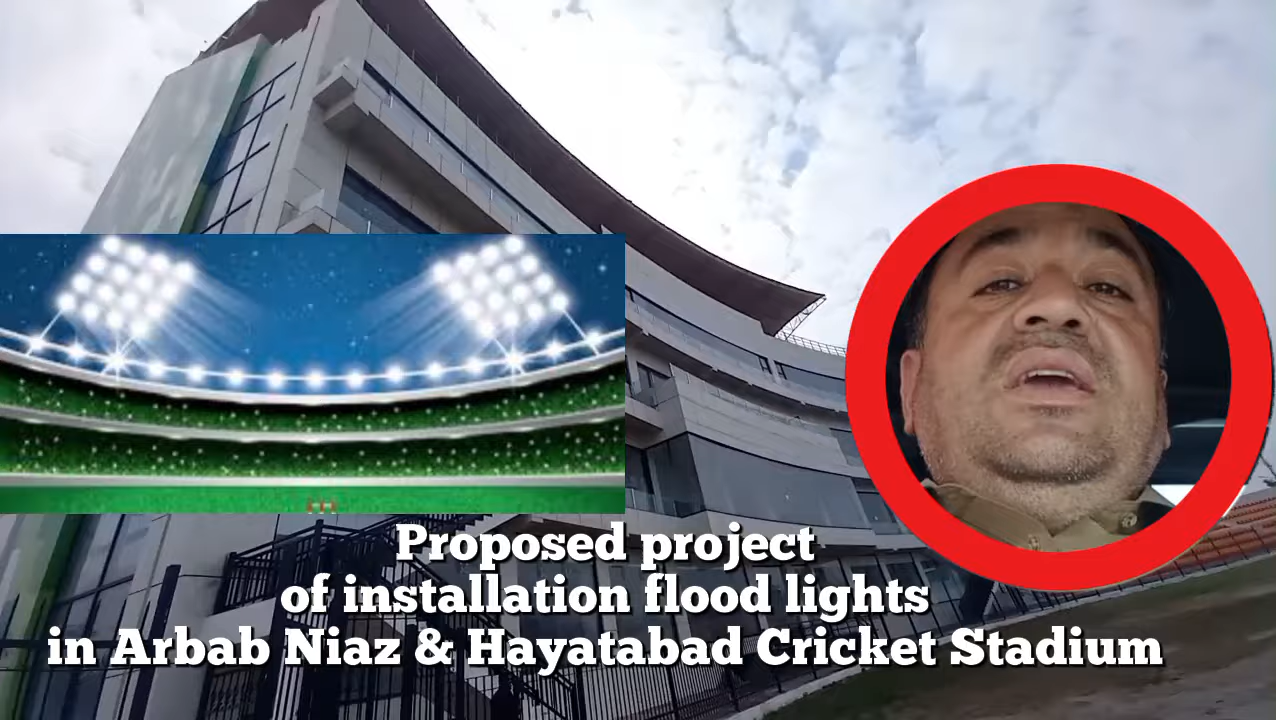 Proposed project
of installation flood lights
in Arbab Niaz & Hayatabad Cricket Stadium